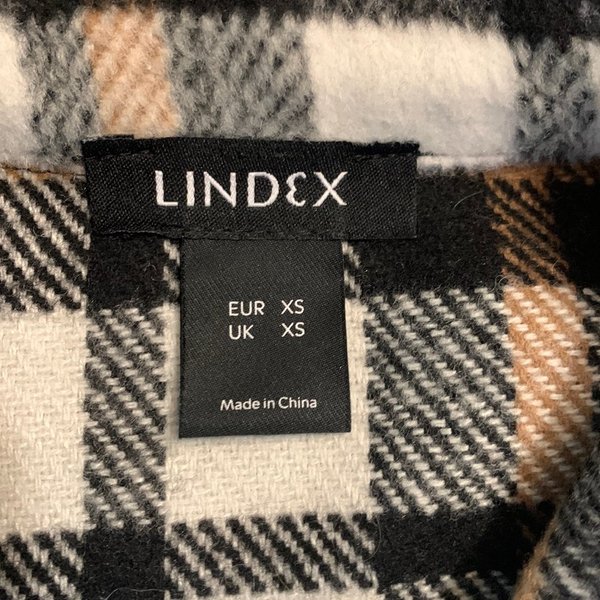 LINDEX
EUR XS
UK XS
Made in China